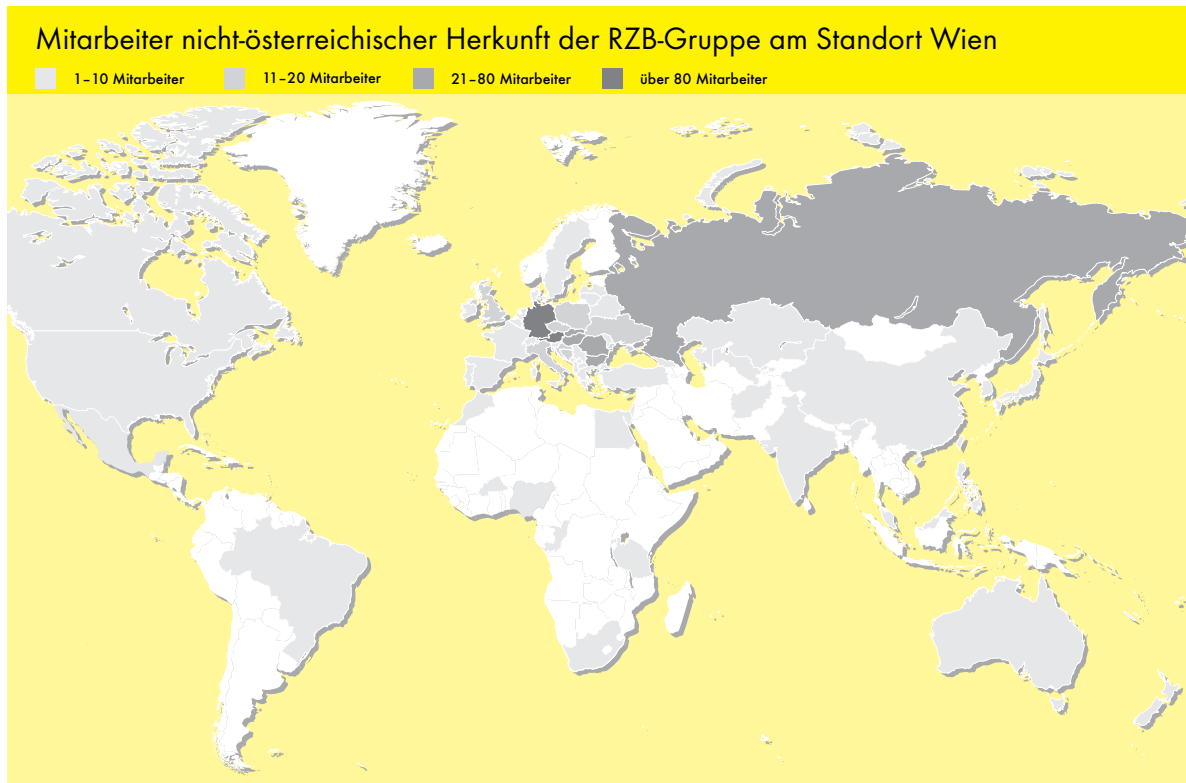 Mitarbeiter nicht-österreichischer Herkunft der RZB-Gruppe am Standort Wien
1–10 Mitarbeiter 11–20 Mitarbeiter 21–80 Mitarbeiter über 80 Mitarbeiter